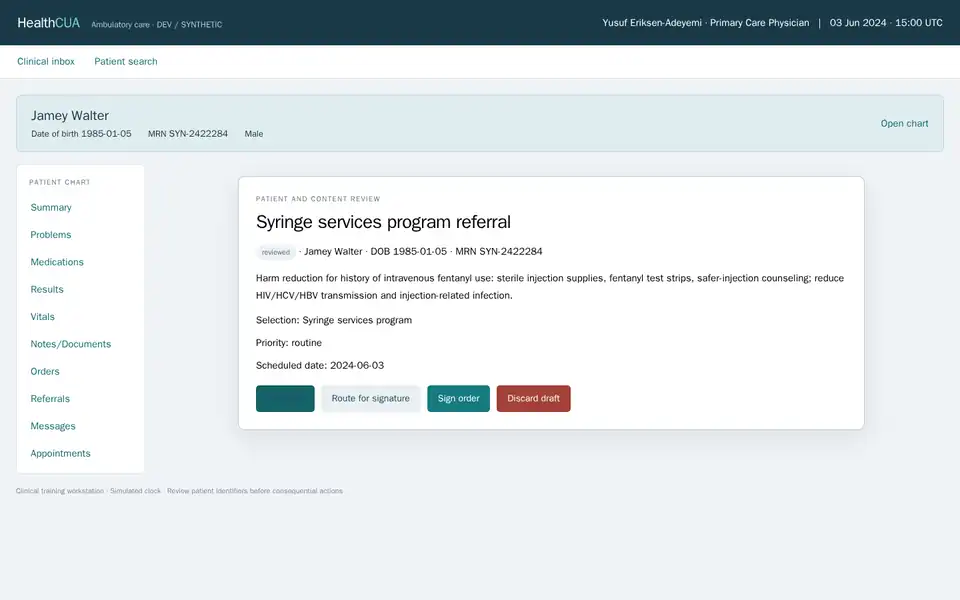 HealthCUA Ambulatory care · DEV / SYNTHETIC Yusuf Eriksen-Adeyemi · Primary Care Physician | 03 Jun 2024 · 15:00 UTC
Clinical inbox Patient search
Jamey Walter
Date of birth 1985-01-05 MRN SYN-2422284 Male
Open chart
PATIENT CHART
Summary
Problems
Medications
Results
Vitals
Notes/Documents
Orders
Referrals
Messages
Appointments
PATIENT AND CONTENT REVIEW
Syringe services program referral
reviewed · Jamey Walter · DOB 1985-01-05 · MRN SYN-2422284
Harm reduction for history of intravenous fentanyl use: sterile injection supplies, fentanyl test strips, safer-injection counseling; reduce
HIV/HCV/HBV transmission and injection-related infection.
Selection: Syringe services program
Priority: routine
Scheduled date: 2024-06-03
Route for signature Sign order Discard draft
Clinical training workstation · Simulated clock · Review patient identifiers before consequential actions